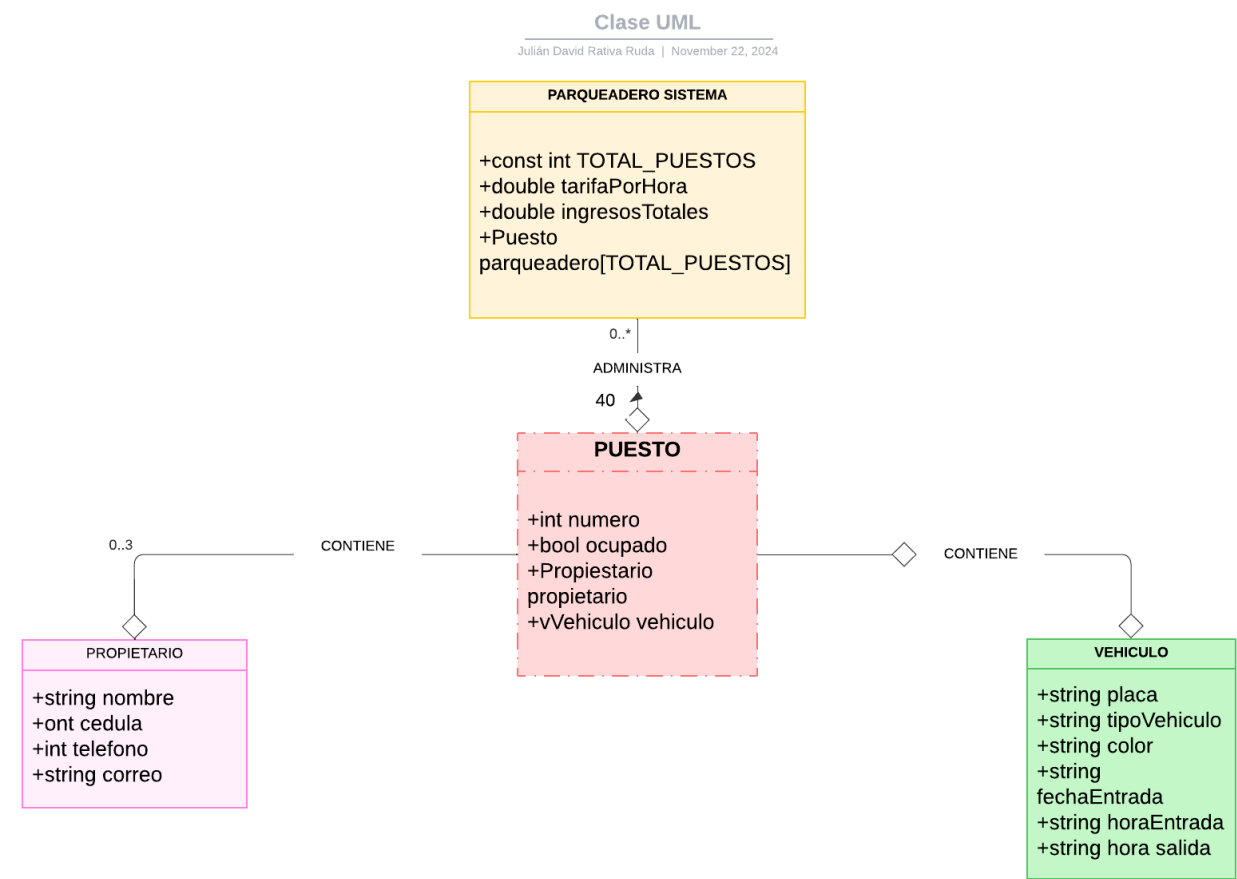 Clase UML
Julián David Rativa Ruda | November 22, 2024
PARQUEADERO SISTEMA
+const int TOTAL_PUESTOS
+double tarifaPorHora
+double ingresosTotales
+Puesto
parqueadero[TOTAL_PUESTOS]
0..*
ADMINISTRA
40
PUESTO
+int numero
+bool ocupado
+Propiestario
propietario
+vVehiculo vehiculo
0..3
CONTIENE
CONTIENE
PROPIETARIO
+string nombre
+ont cedula
+int telefono
+string correo
VEHICULO
+string placa
+string tipoVehiculo
+string color
+string
fechaEntrada
+string horaEntrada
+string hora salida